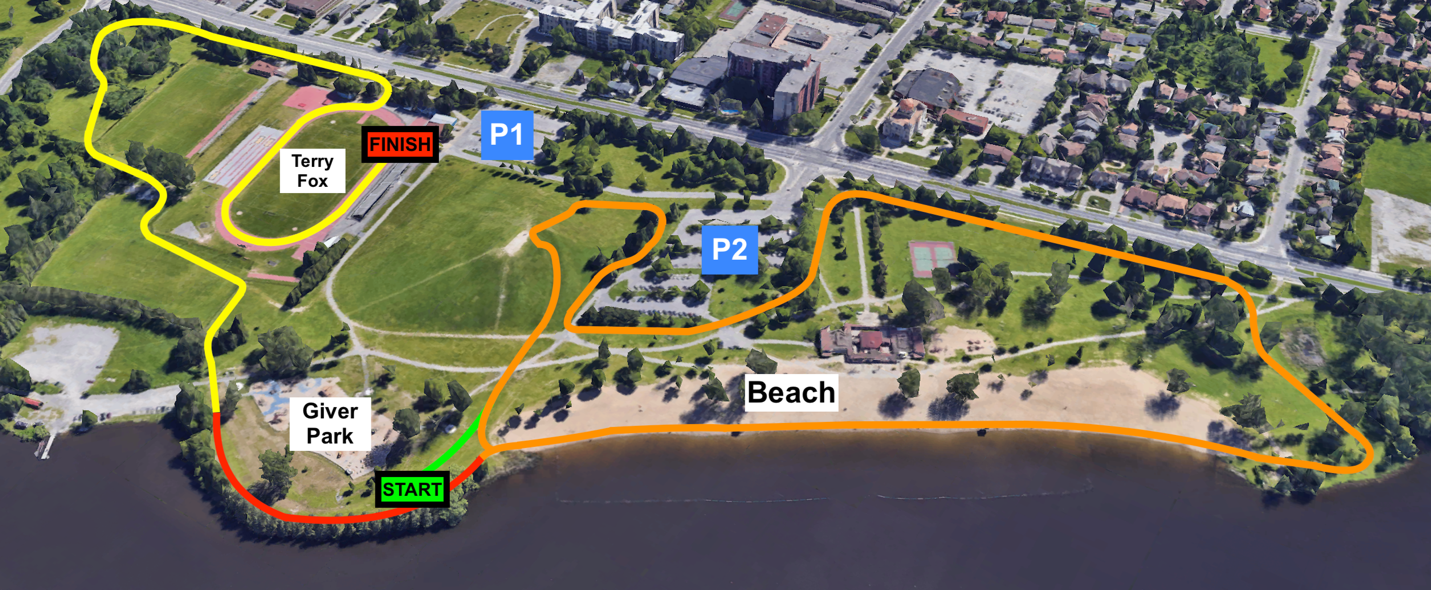 FINISH
P1
Terry
Fox
P2
Beach
Giver
Park
START